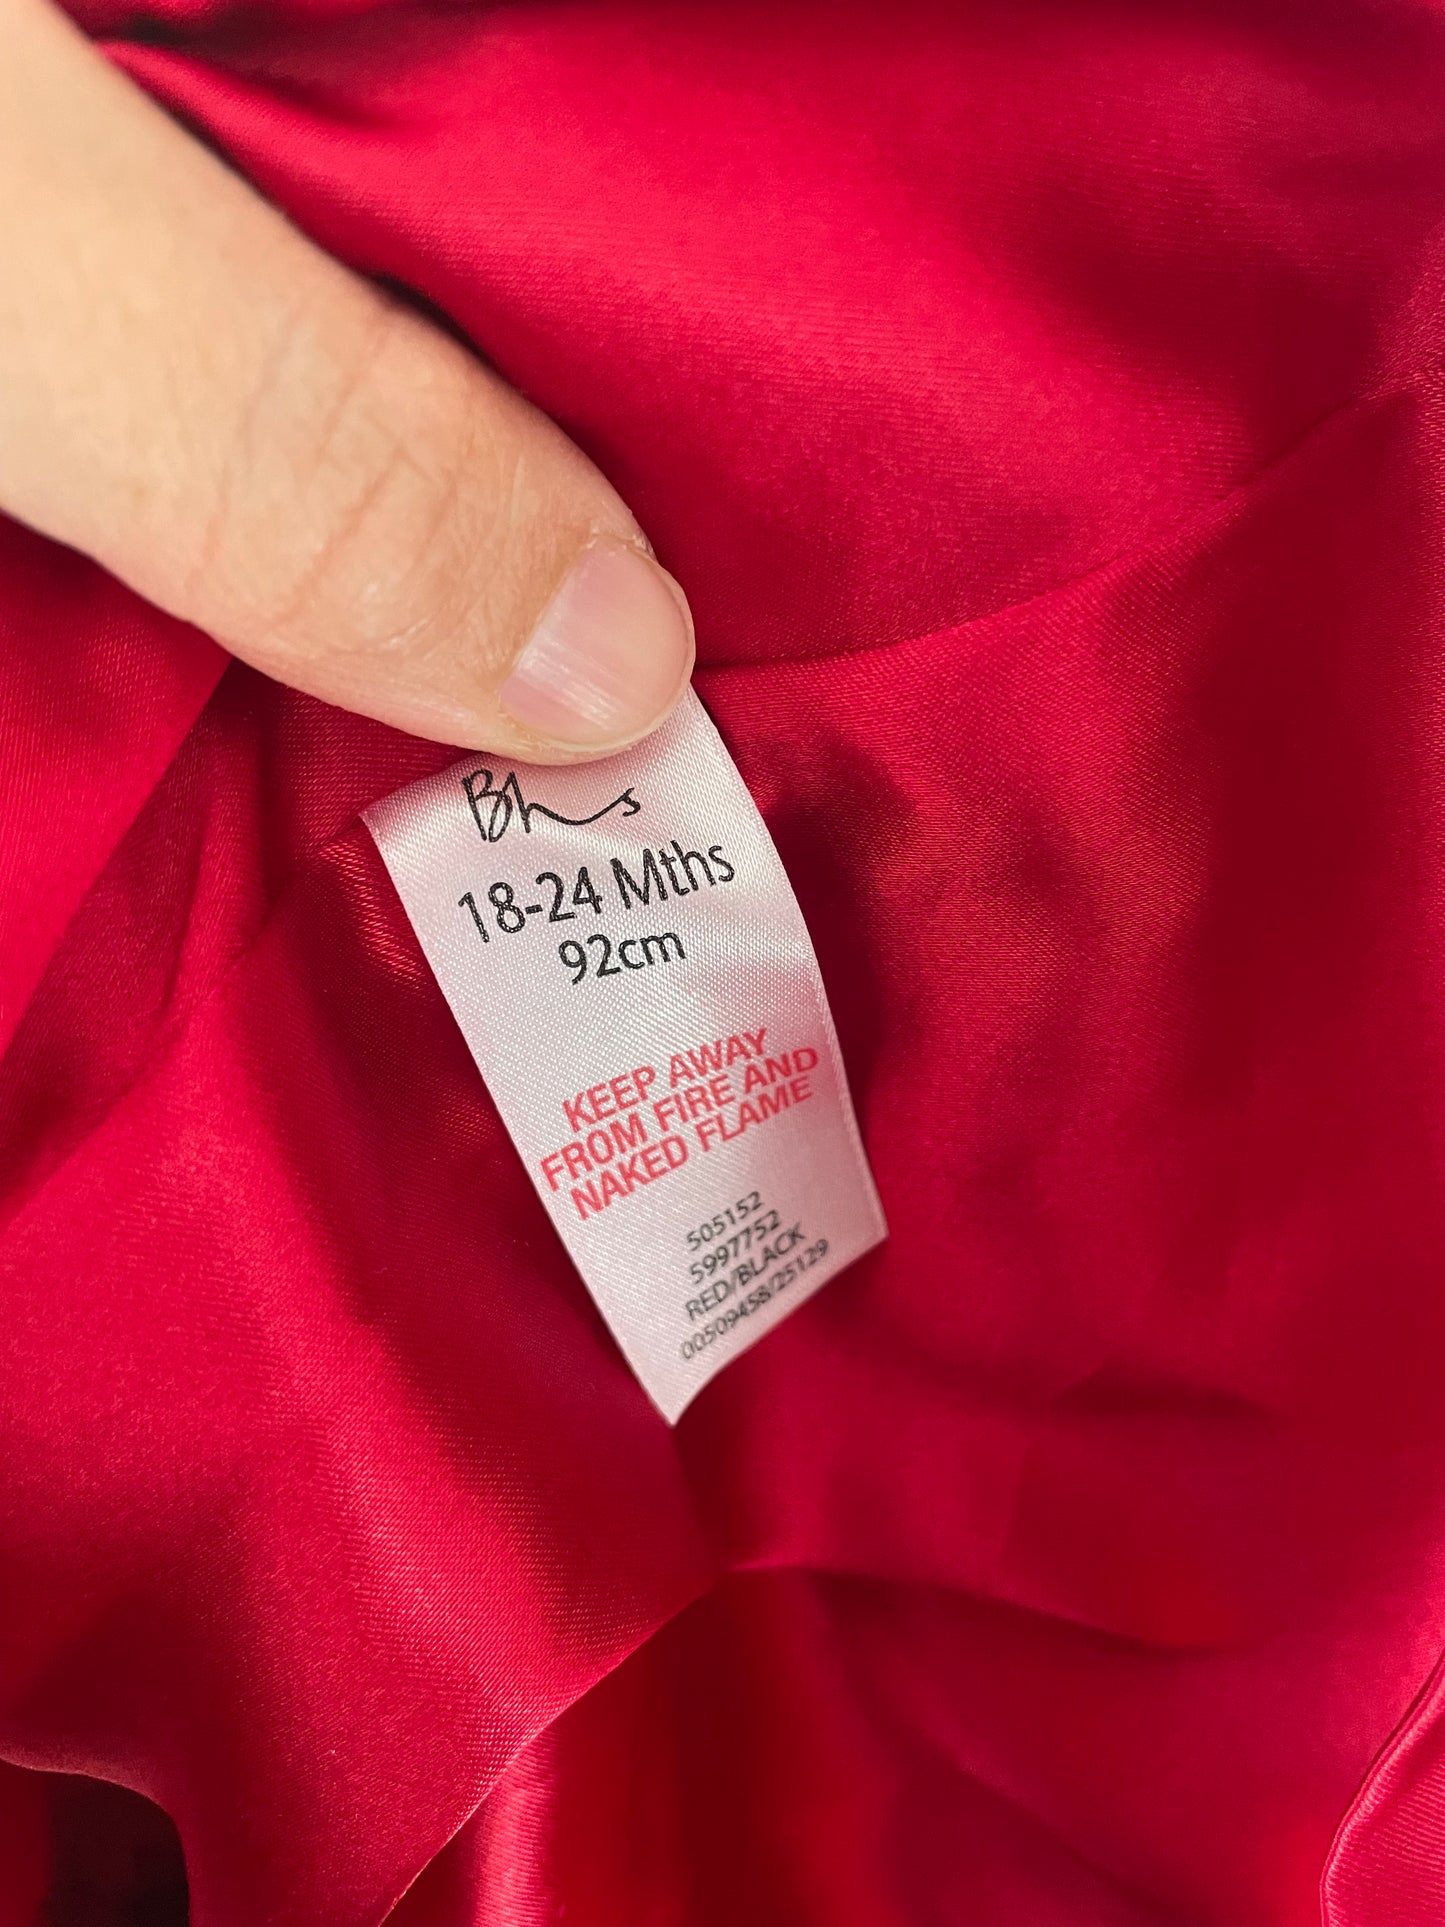 Bhs
18-24 Mths
92cm
KEEP AWAY
FROM FIRE AND
NAKED FLAME
505152
5997752
RED/BLACK
00509458/25129